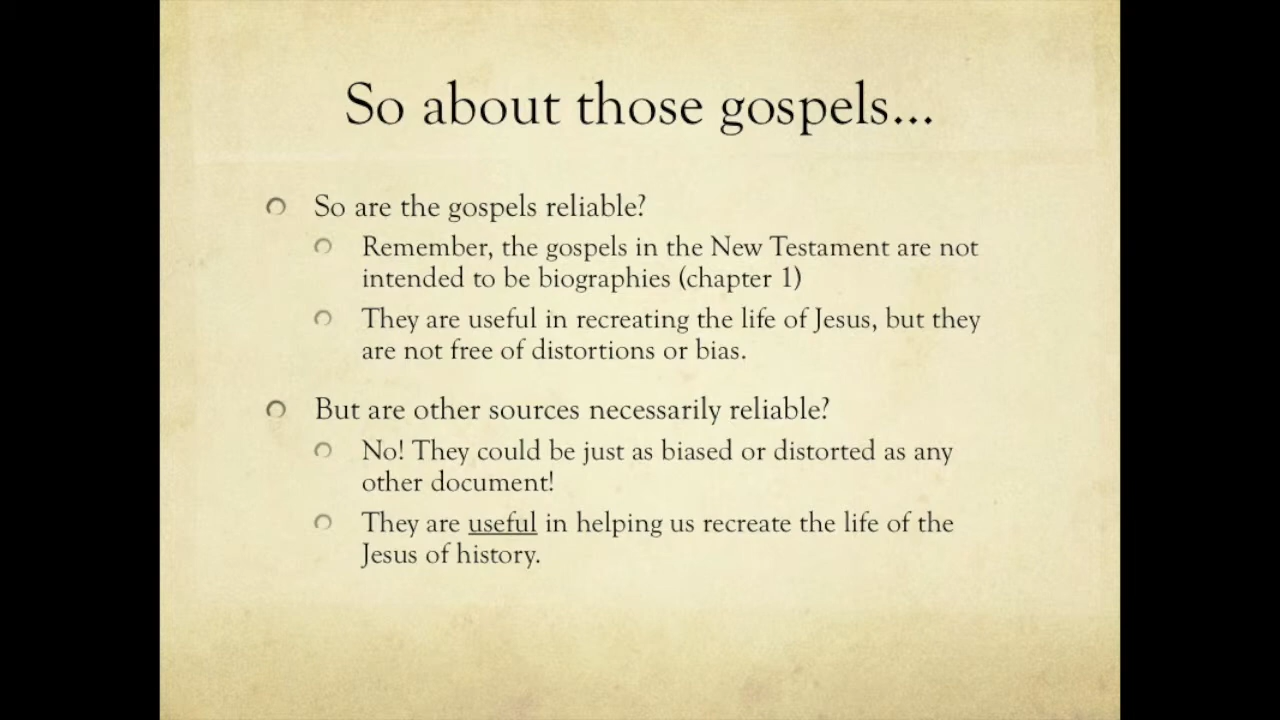 So about those gospels...
So are the gospels reliable?
Remember, the gospels in the New Testament are not
intended to be biographies (chapter 1)
They are useful in recreating the life of Jesus, but they
are not free of distortions or bias.
But are other sources necessarily reliable?
No! They could be just as biased or distorted as any
other document!
They are useful in helping us recreate the life of the
Jesus of history.